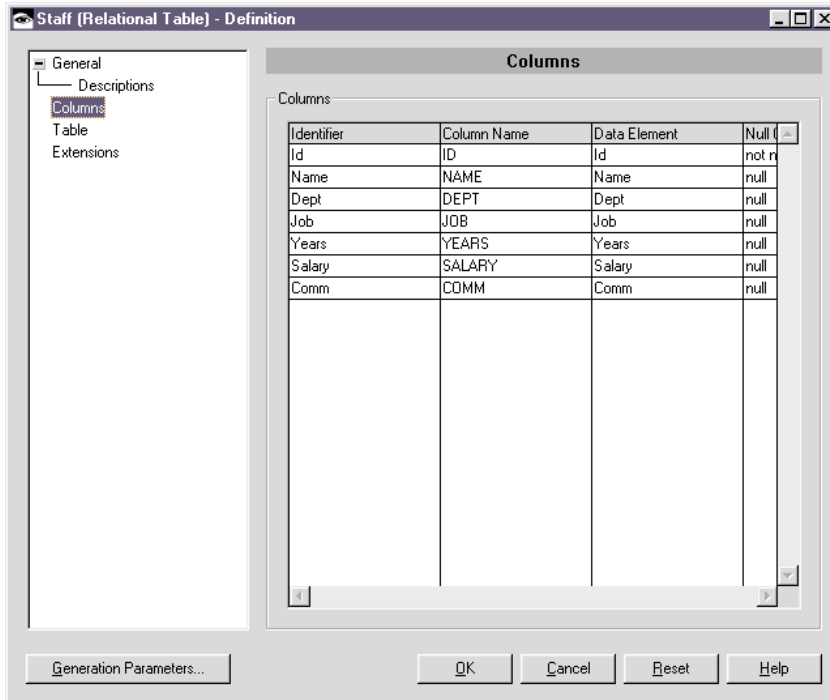 Staff (Relational Table) - Definition
General
Descriptions
Columns
Table
Extensions
Columns
Columns
Identifier Column Name Data Element Null
Id ID Id not n
Name NAME Name null
Dept DEPT Dept null
Job JOB Job null
Years YEARS Years null
Salary SALARY Salary null
Comm COMM Comm null
Generation Parameters... OK Cancel Reset Help